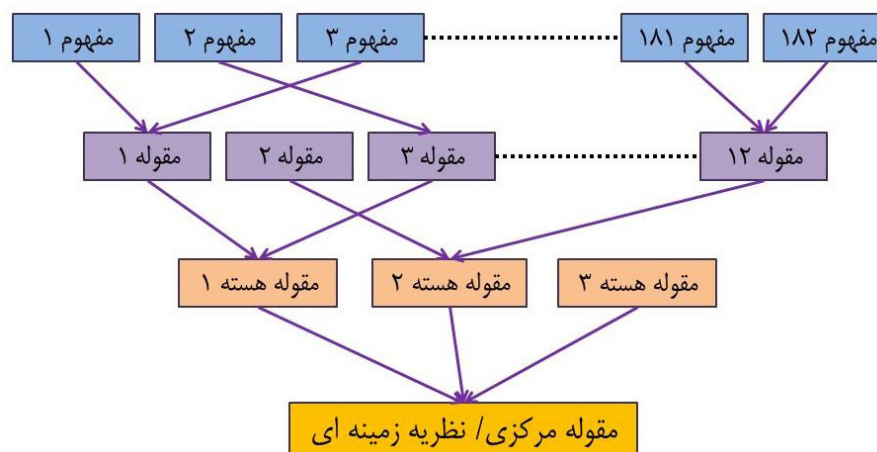 مفهوم ۱
مفهوم ۲
مفهوم ۳
مفهوم ۱۸۱
مفهوم ۱۸۲
مقوله ۱
مقوله ۲
مقوله ۳
مقوله ۱۲
مقوله هسته ۱
مقوله هسته ۲
مقوله هسته ۳
مقوله مرکزی/ نظریه زمینه ای